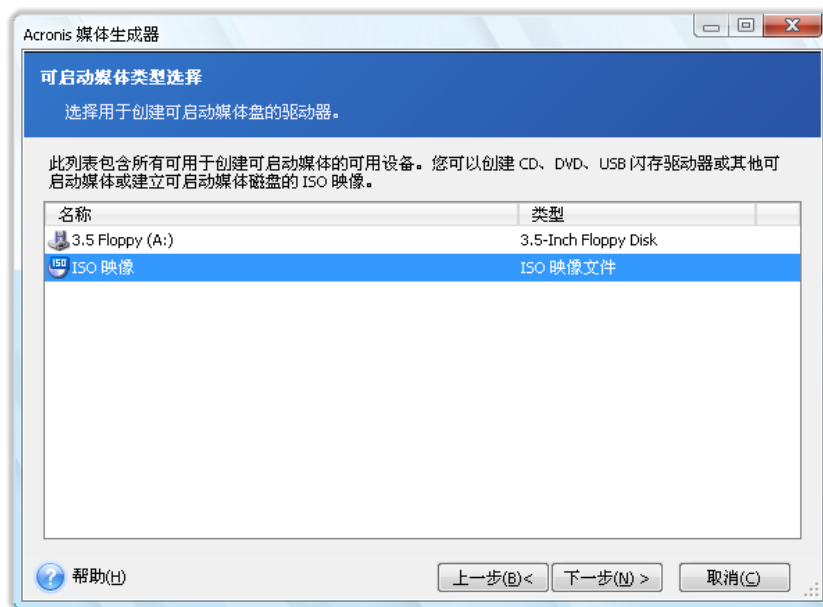 Acronis 媒体生成器
可启动媒体类型选择
选择用于创建可启动媒体盘的驱动器。
此列表包含所有可用于创建可启动媒体的可用设备。您可以创建 CD、DVD、USB 闪存驱动器或其他可
启动媒体或建立可启动媒体磁盘的 ISO 映像。
名称 类型
3.5 Floppy (A:) 3.5-Inch Floppy Disk
ISO ISO 映像 ISO 映像文件
帮助(H) 上一步(B)< 下一步(N) > 取消(C)